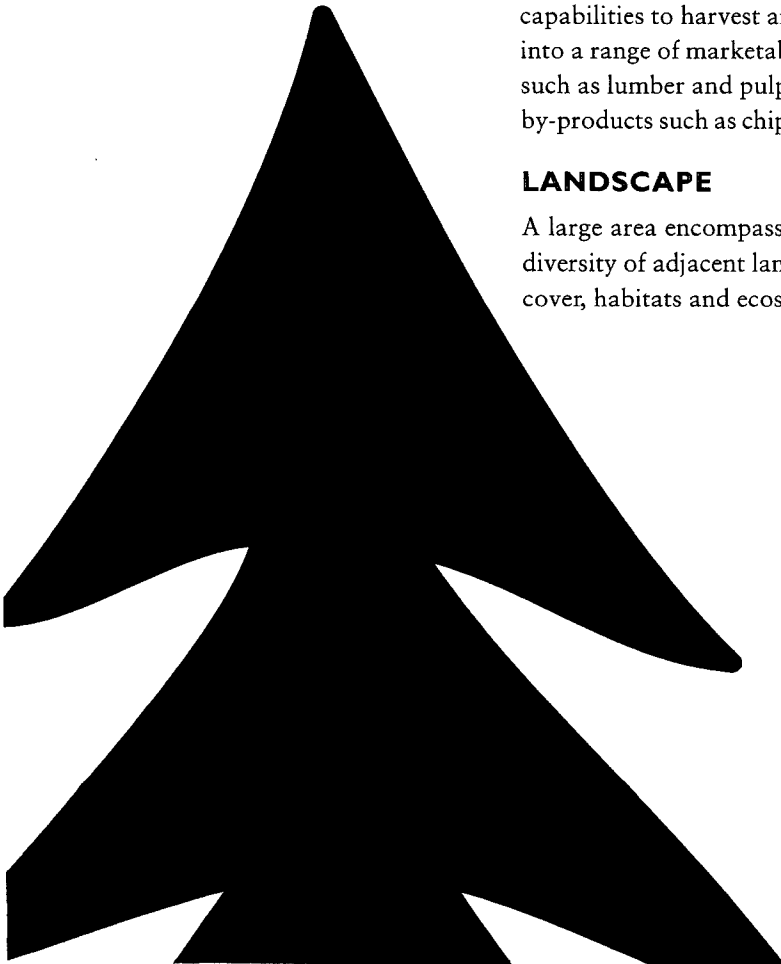 capabilities to harvest a
into a range of marketab
such as lumber and pulp
by-products such as chip
LANDSCAPE
A large area encompass
diversity of adjacent lan
cover, habitats and ecos